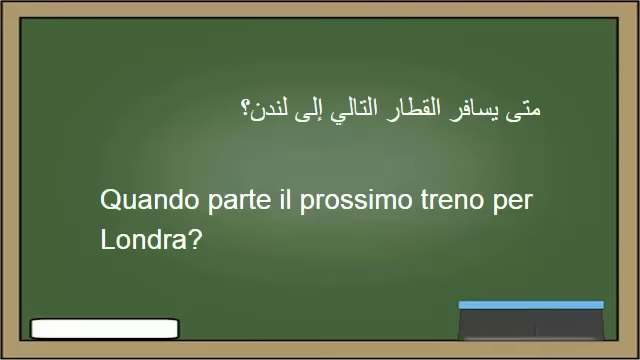 متى يسافر القطار التالي إلى لندن؟
Quando parte il prossimo treno per
Londra?